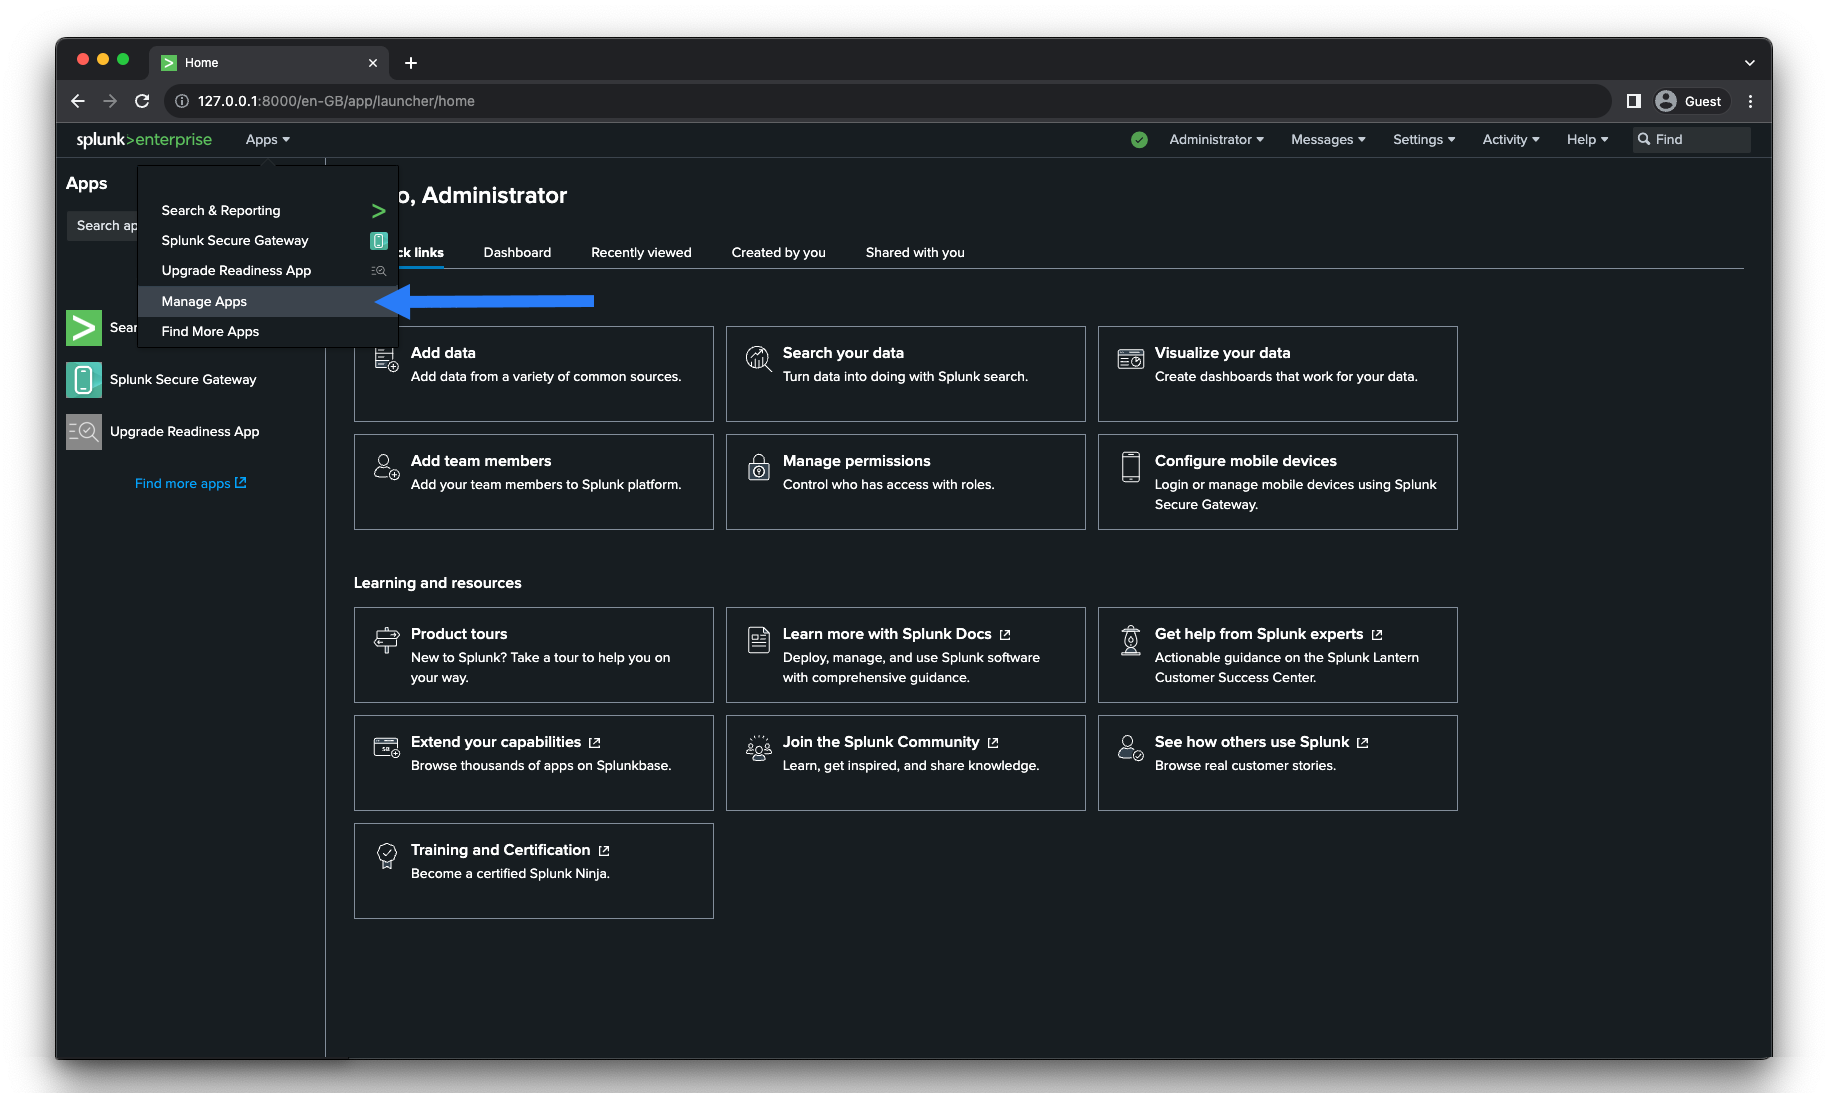 Home
127.0.0.1:8000/en-GB/app/launcher/home
Guest
splunk>enterprise
Apps
Administrator
Messages
Settings
Activity
Help
Find
Apps
Search ap
Search & Reporting
Splunk Secure Gateway
Upgrade Readiness App
Manage Apps
Find More Apps
Sear
Splunk Secure Gateway
Upgrade Readiness App
Find more apps
o, Administrator
ck links
Dashboard
Recently viewed
Created by you
Shared with you
Add data
Add data from a variety of common sources.
Search your data
Turn data into doing with Splunk search.
Visualize your data
Create dashboards that work for your data.
Add team members
Add your team members to Splunk platform.
Manage permissions
Control who has access with roles.
Configure mobile devices
Login or manage mobile devices using Splunk
Secure Gateway.
Learning and resources
Product tours
New to Splunk? Take a tour to help you on
your way.
Learn more with Splunk Docs
Deploy, manage, and use Splunk software
with comprehensive guidance.
Get help from Splunk experts
Actionable guidance on the Splunk Lantern
Customer Success Center.
Extend your capabilities
Browse thousands of apps on Splunkbase.
Join the Splunk Community
Learn, get inspired, and share knowledge.
See how others use Splunk
Browse real customer stories.
Training and Certification
Become a certified Splunk Ninja.